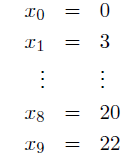 x₀ = 0
x₁ = 3
⋮ ⋮
x₈ = 20
x₉ = 22